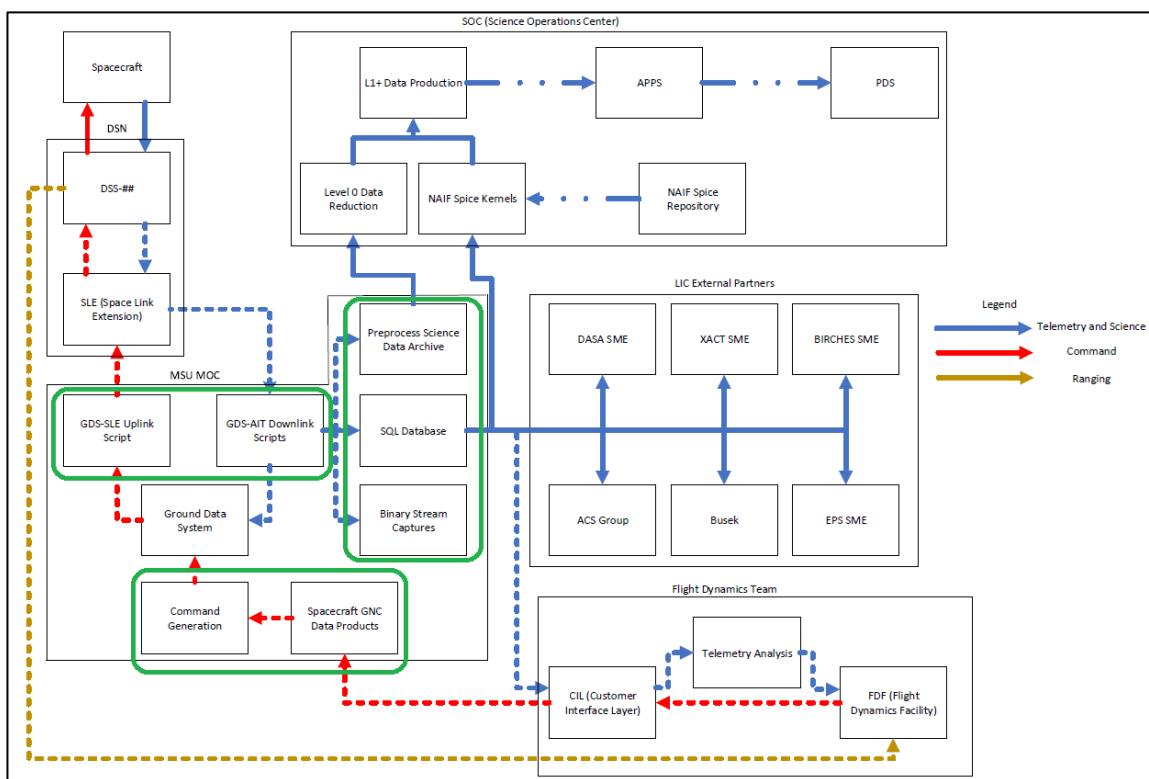 SOC (Science Operations Center)
Spacecraft
L1+ Data Production
APPS
PDS
DSN
DSS-##
Level 0 Data
Reduction
NAIF Spice Kernels
NAIF Spice
Repository
SLE (Space Link
Extension)
LIC External Partners
Legend
Preprocess Science
Data Archive
DASA SME
XACT SME
BIRCHES SME
Telemetry and Science
Command
Ranging
MSU MOC
GDS-SLE Uplink
Script
GDS-AIT Downlink
Scripts
SQL Database
Ground Data
System
Binary Stream
Captures
ACS Group
Busek
EPS SME
Flight Dynamics Team
Command
Generation
Spacecraft GNC
Data Products
Telemetry Analysis
CIL (Customer
Interface Layer)
FDF (Flight
Dynamics Facility)